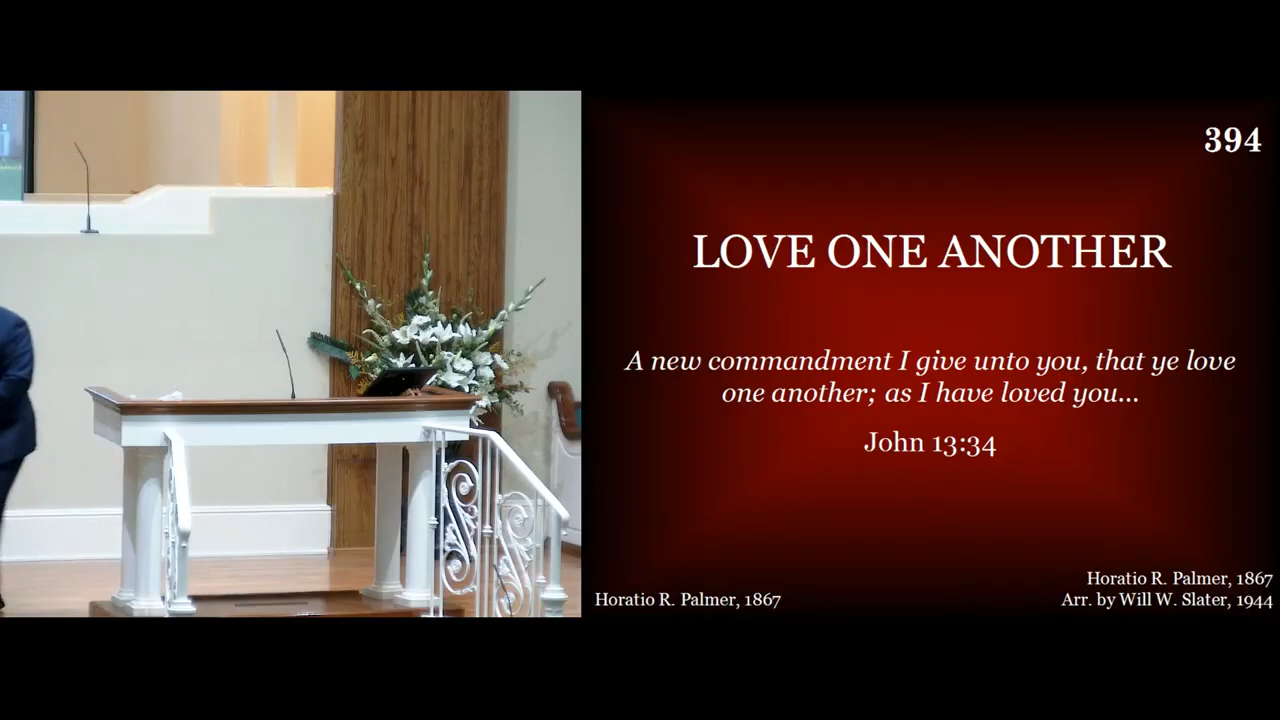 394
LOVE ONE ANOTHER
A new commandment I give unto you, that ye love
one another; as I have loved you...
John 13:34
Horatio R. Palmer, 1867
Horatio R. Palmer, 1867
Arr. by Will W. Slater, 1944